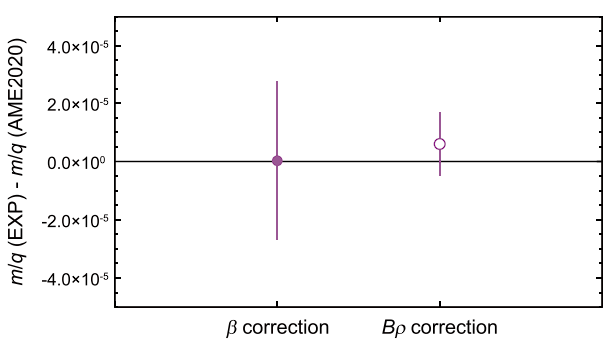 m/q (EXP) - m/q (AME2020)
4.0×10⁻⁵
2.0×10⁻⁵
0.0×10⁰
-2.0×10⁻⁵
-4.0×10⁻⁵
β correction
Bρ correction